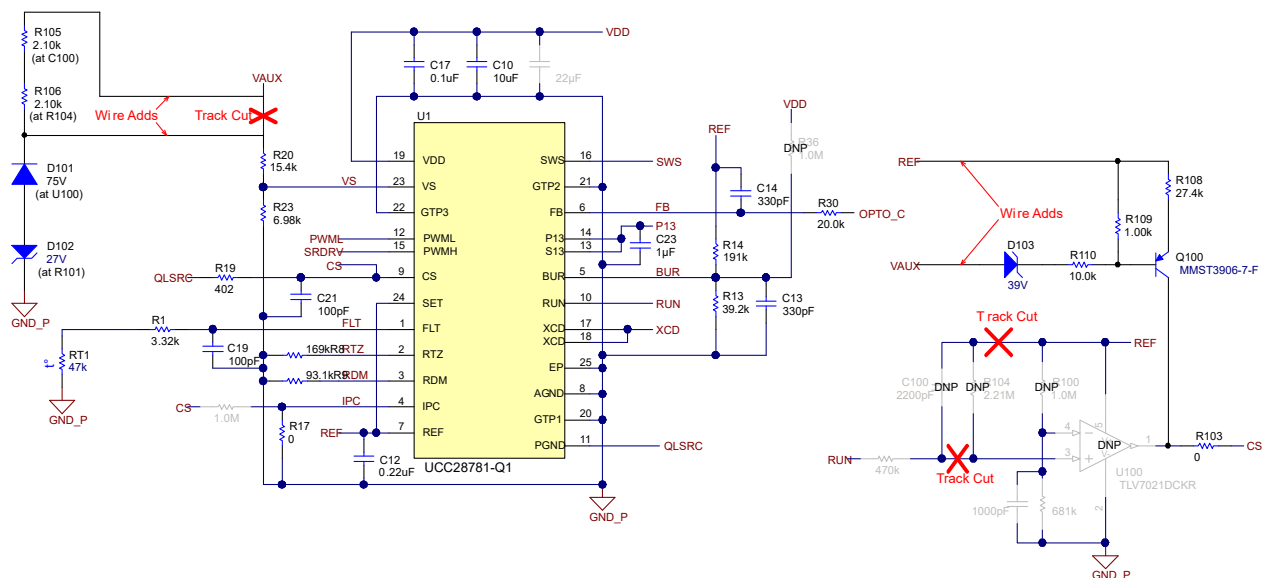 R105
2.10k
(at C100)
R106
2.10k
(at R104)
Wire Adds
Track Cut
VAUX
D101
75V
(at U100)
D102
27V
(at R101)
GND_P
R20
15.4k
VS
R23
6.98k
PWML
SRDRV
CS
QLSRC
R19
402
C21
100pF
R1
3.32k
FLT
C19
100pF
RT1
47k
t°
GND_P
169k R8 RTZ
93.1k R9 RDM
CS
1.0M
IPC
R17
0
REF
C12
0.22uF
VDD
C17
0.1uF
C10
10uF
22µF
U1
19 VDD
23 VS
22 GTP3
12 PWML
15 PWMH
9 CS
24 SET
1 FLT
2 RTZ
3 RDM
4 IPC
7 REF
SWS 16
GTP2 21
FB 6
P13 14
S13 13
BUR 5
RUN 10
XCD 17
XCD 18
EP 25
AGND 8
GTP1 20
PGND 11
UCC28781-Q1
SWS
FB
P13
C23
1µF
BUR
RUN
XCD
QLSRC
GND_P
REF
C14
330pF
R14
191k
R13
39.2k
C13
330pF
VDD
R36
DNP
1.0M
R30
20.0k
OPTO_C
REF
Wire Adds
VAUX
D103
39V
R110
10.0k
R109
1.00k
R108
27.4k
Q100
MMST3906-7-F
Track Cut
REF
C100
DNP
2200pF
R104
DNP
2.21M
R100
DNP
1.0M
RUN
470k
Track Cut
4
3
5
1
2
V-
DNP
U100
TLV7021DCKR
1000pF
681k
R103
0
CS
GND_P